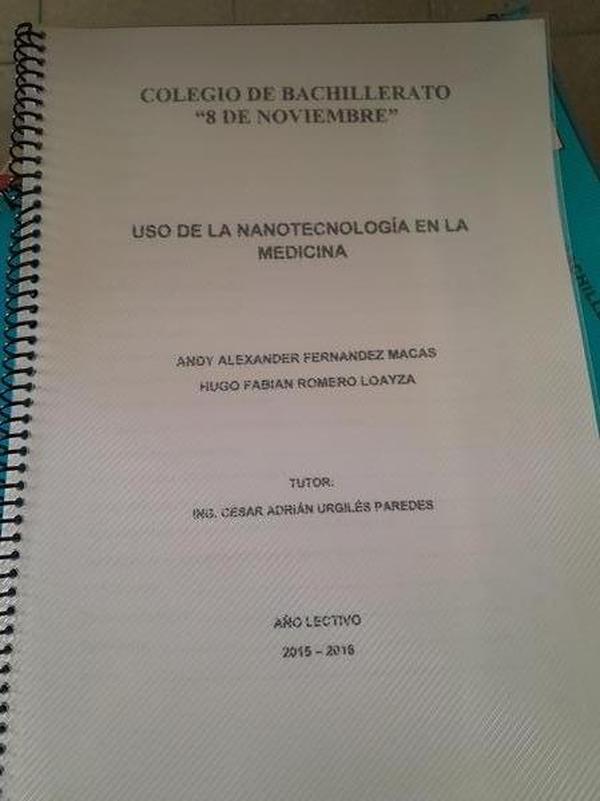 COLEGIO DE BACHILLERATO
“8 DE NOVIEMBRE”
USO DE LA NANOTECNOLOGÍA EN LA
MEDICINA
ANDY ALEXANDER FERNANDEZ MACAS
HUGO FABIAN ROMERO LOAYZA
TUTOR:
ING. CESAR ADRIÁN URGILÉS PAREDES
AÑO LECTIVO
2015 – 2016